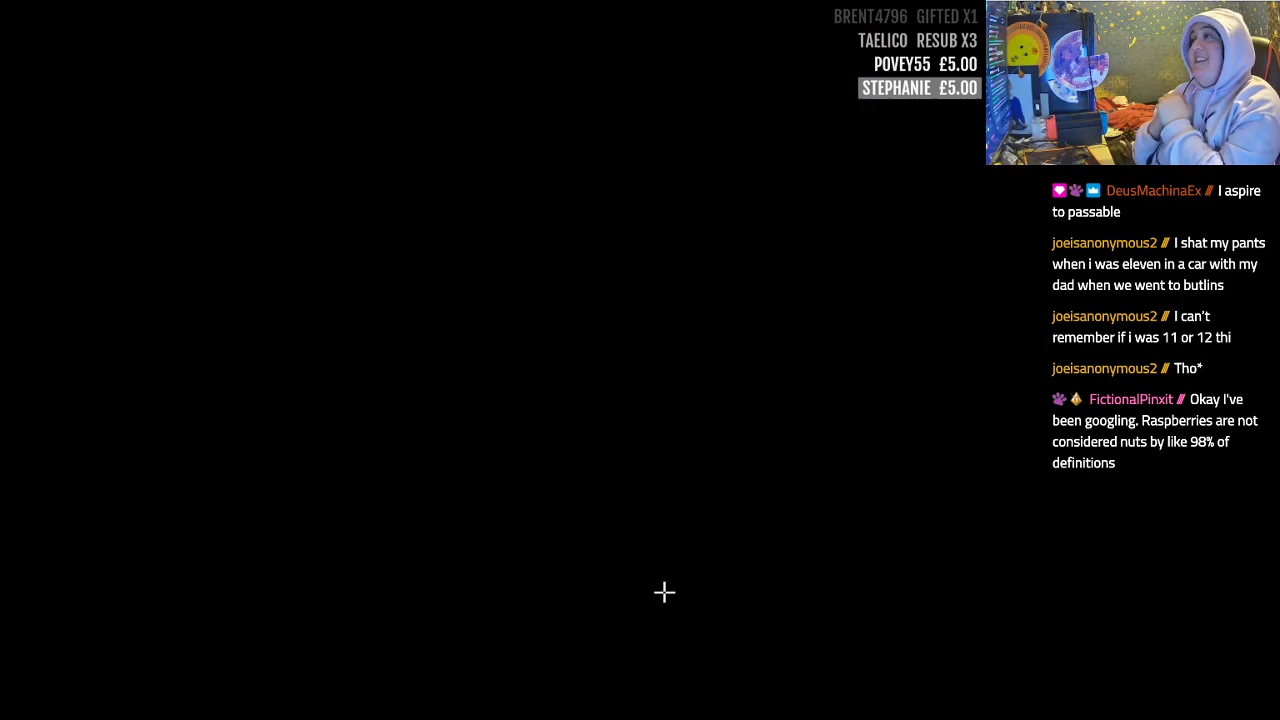 BRENT4796 GIFTED X1
TAELICO RESUB X3
POVEY55 £5.00
STEPHANIE £5.00
DeusMachinaEx /// I aspire
to passable
joeisanonymous2 /// I shat my pants
when i was eleven in a car with my
dad when we went to butlins
joeisanonymous2 /// I can't
remember if i was 11 or 12 thi
joeisanonymous2 /// Tho*
FictionalPinxit /// Okay I've
been googling. Raspberries are not
considered nuts by like 98% of
definitions